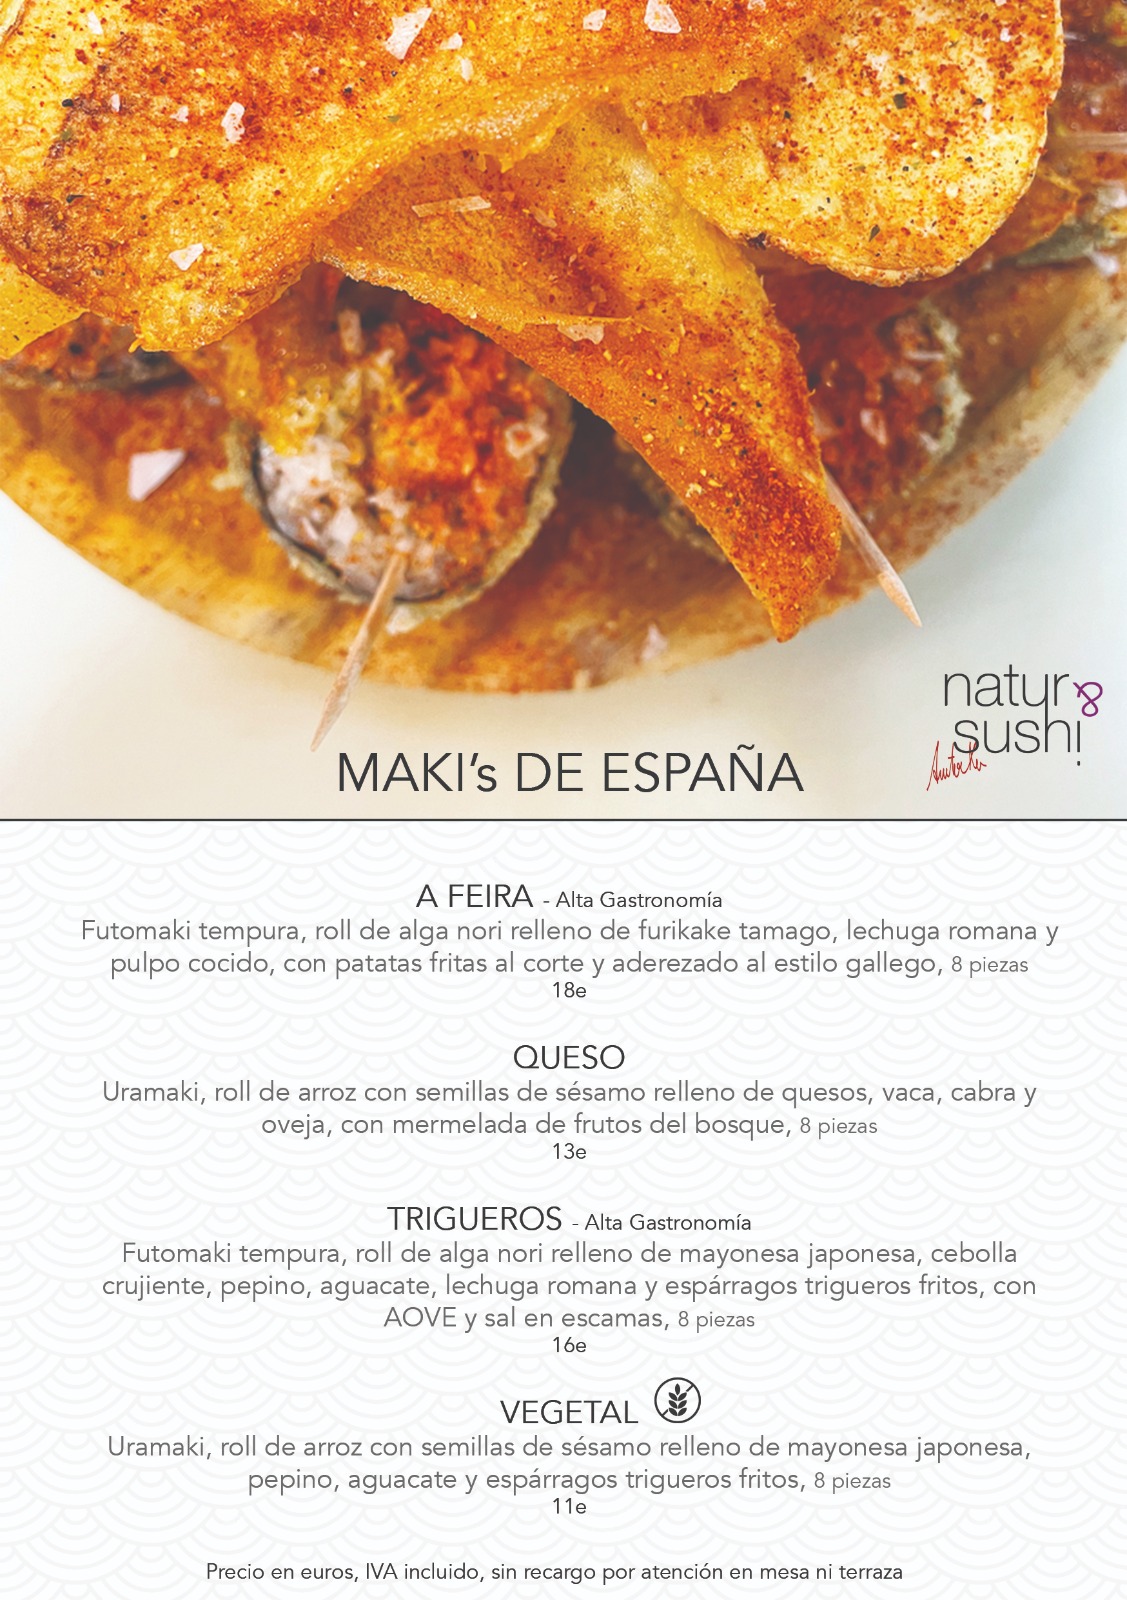 natur
sushi
MAKI's DE ESPAÑA
A FEIRA - Alta Gastronomía
Futomaki tempura, roll de alga nori relleno de furikake tamago, lechuga romana y
pulpo cocido, con patatas fritas al corte y aderezado al estilo gallego, 8 piezas
18e
QUESO
Uramaki, roll de arroz con semillas de sésamo relleno de quesos, vaca, cabra y
oveja, con mermelada de frutos del bosque, 8 piezas
13e
TRIGUEROS - Alta Gastronomía
Futomaki tempura, roll de alga nori relleno de mayonesa japonesa, cebolla
crujiente, pepino, aguacate, lechuga romana y espárragos trigueros fritos, con
AOVE y sal en escamas, 8 piezas
16e
VEGETAL
Uramaki, roll de arroz con semillas de sésamo relleno de mayonesa japonesa,
pepino, aguacate y espárragos trigueros fritos, 8 piezas
11e
Precio en euros, IVA incluido, sin recargo por atención en mesa ni terraza